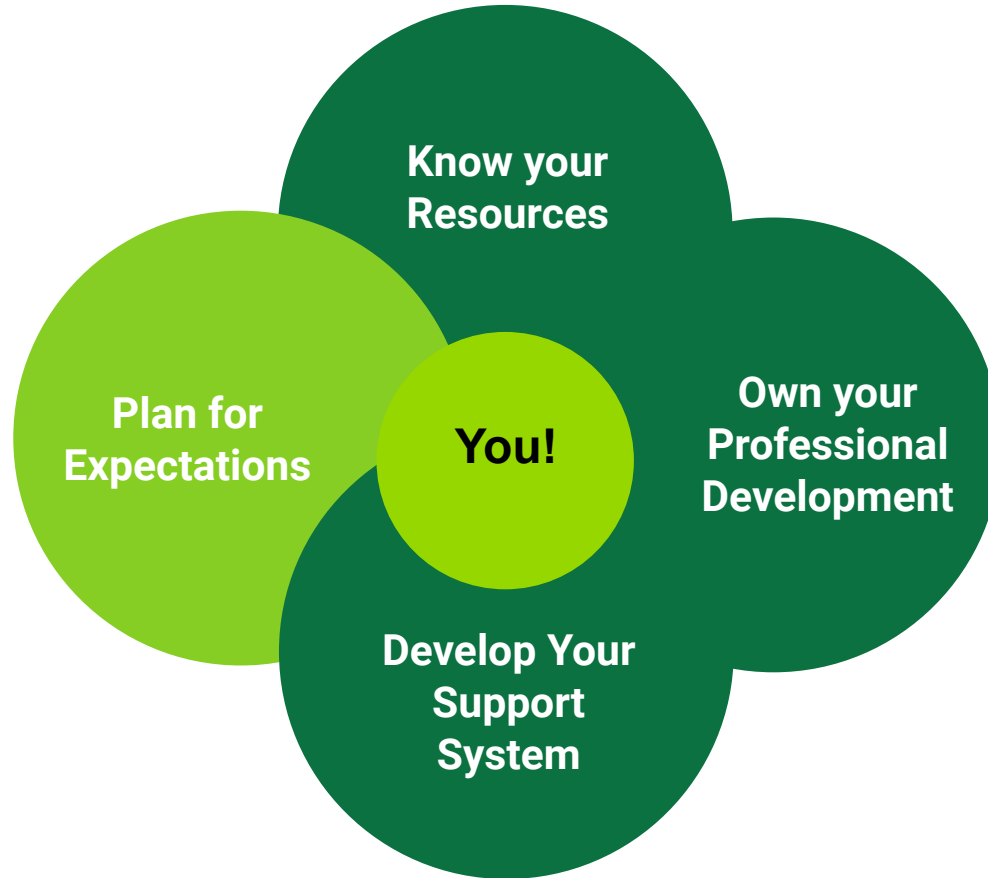 Know your
Resources
Plan for
Expectations
You!
Own your
Professional
Development
Develop Your
Support
System